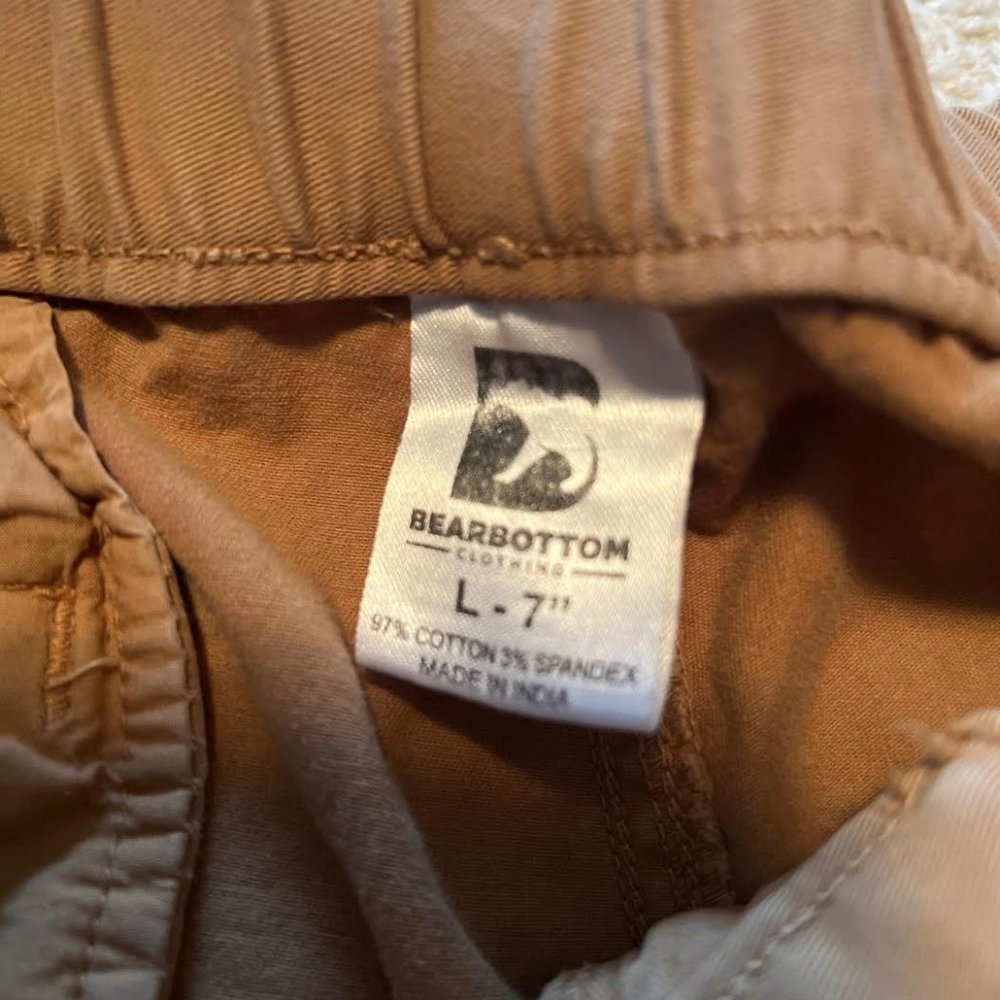 BEARBOTTOM
CLOTHING
L - 7"
97% COTTON 3% SPANDEX
MADE IN INDIA